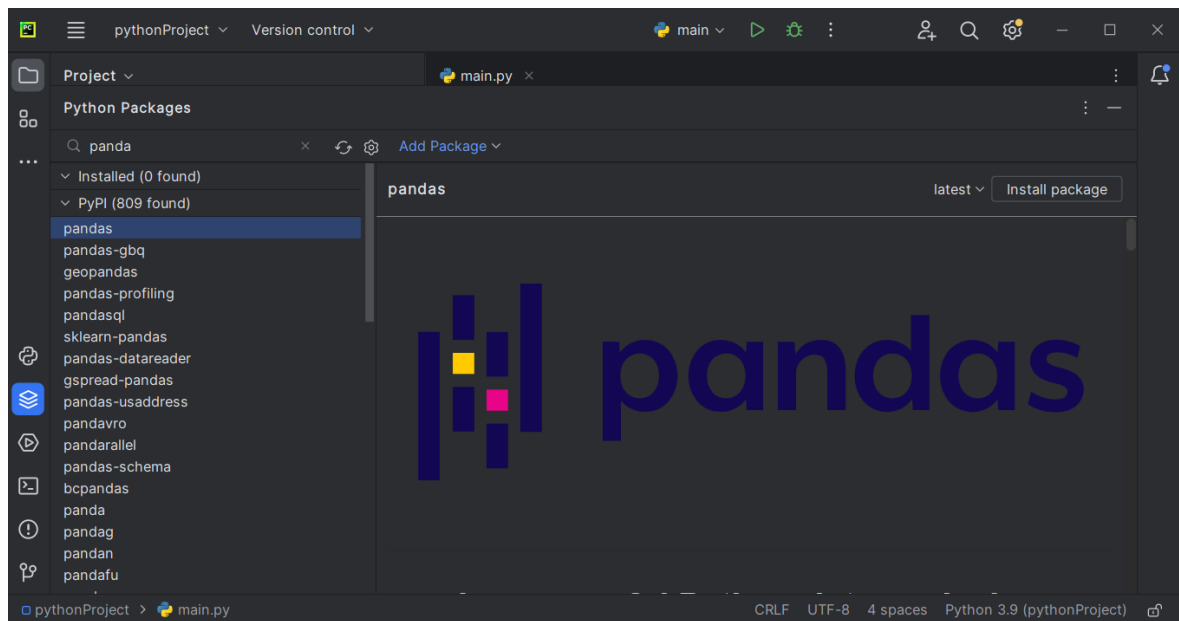 PC pythonProject Version control main
Project main.py
Python Packages
panda Add Package
Installed (0 found)
pandas latest Install package
PyPI (809 found)
pandas
pandas-gbq
geopandas
pandas-profiling
pandasql
sklearn-pandas
pandas-datareader
gspread-pandas
pandas-usaddress
pandavro
pandarallel
pandas-schema
bcpandas
panda
pandag
pandan
pandafu
pandas
pythonProject > main.py CRLF UTF-8 4 spaces Python 3.9 (pythonProject)